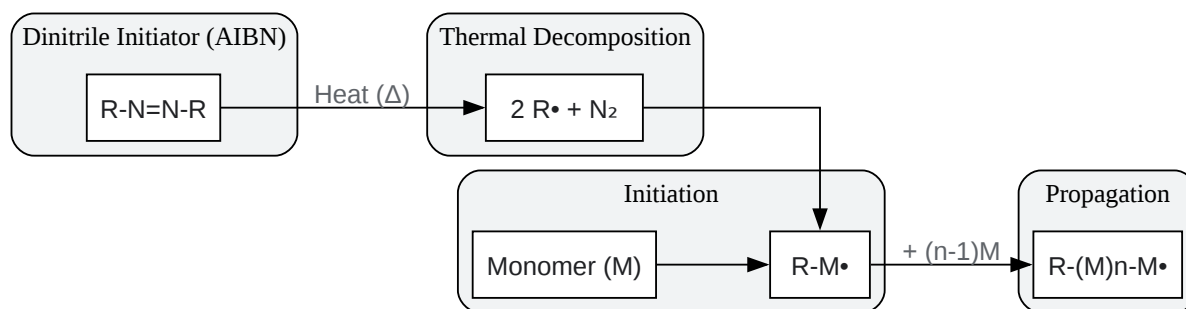 Dinitrile Initiator (AIBN)
R-N=N-R
Heat (Δ)
Thermal Decomposition
2 R• + N₂
Initiation
Monomer (M)
R-M•
+ (n-1)M
Propagation
R-(M)n-M•